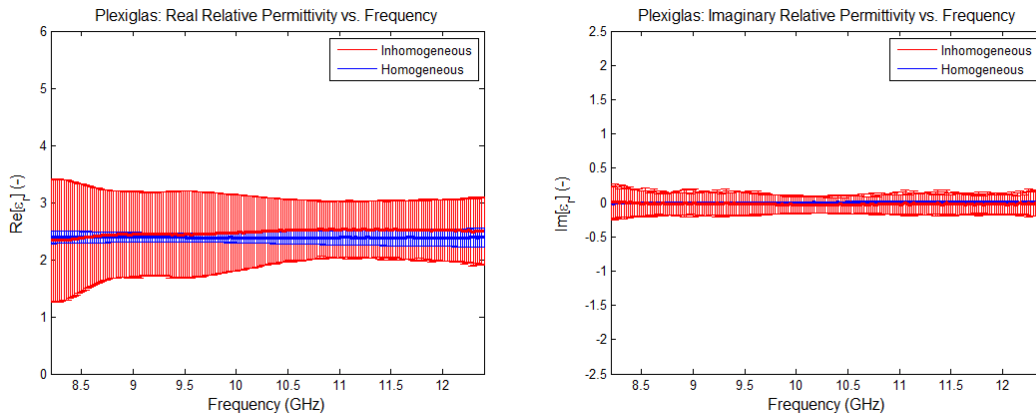 Plexiglas: Real Relative Permittivity vs. Frequency
6
5
4
3
2
1
0
Re[εr] (-)
8.5 9 9.5 10 10.5 11 11.5 12
Frequency (GHz)
Inhomogeneous
Homogeneous
Plexiglas: Imaginary Relative Permittivity vs. Frequency
2.5
2
1.5
1
0.5
0
-0.5
-1
-1.5
-2
-2.5
Im[εr] (-)
8.5 9 9.5 10 10.5 11 11.5 12
Frequency (GHz)
Inhomogeneous
Homogeneous